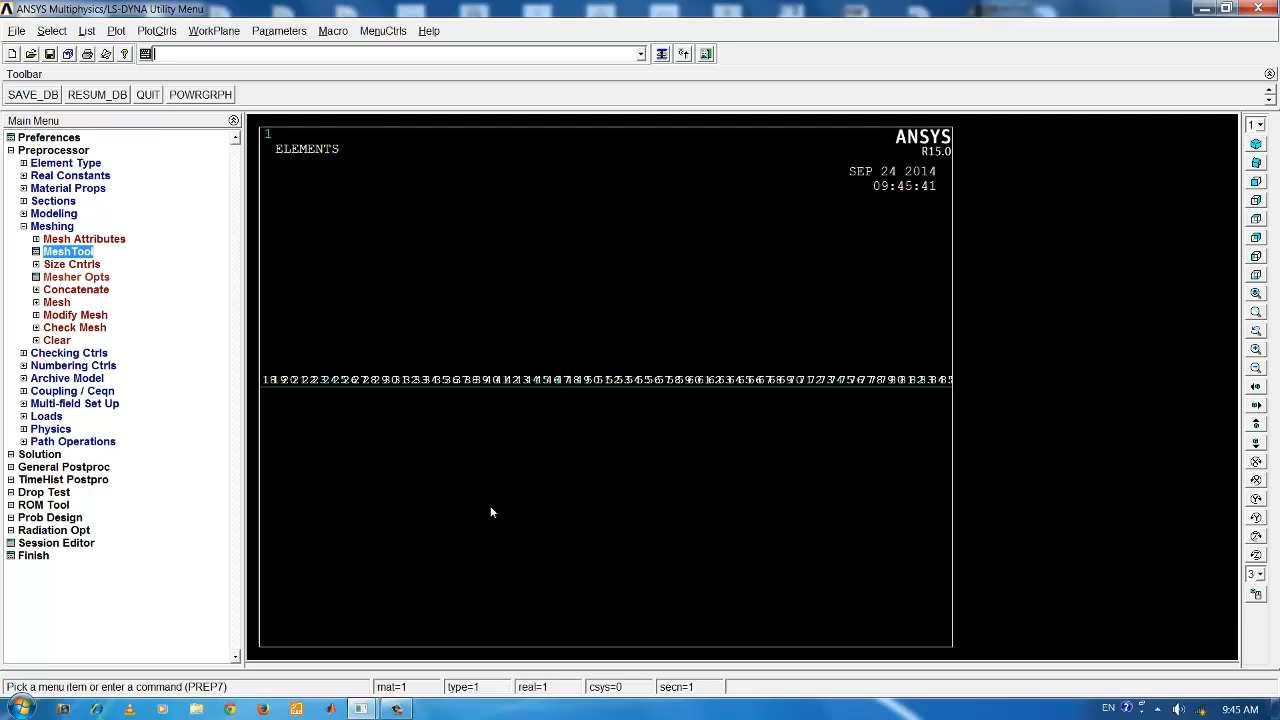 ANSYS Multiphysics/LS-DYNA Utility Menu
File Select List Plot PlotCtrls WorkPlane Parameters Macro MenuCtrls Help
Toolbar
SAVE_DB RESUM_DB QUIT POWRGRPH
Main Menu
Preferences
Preprocessor
Element Type
Real Constants
Material Props
Sections
Modeling
Meshing
Mesh Attributes
MeshTool
Size Cntrls
Mesher Opts
Concatenate
Mesh
Modify Mesh
Check Mesh
Clear
Checking Ctrls
Numbering Ctrls
Archive Model
Coupling / Ceqn
Multi-field Set Up
Loads
Physics
Path Operations
Solution
General Postproc
TimeHist Postpro
Drop Test
ROM Tool
Prob Design
Radiation Opt
Session Editor
Finish
1
ELEMENTS
ANSYS
R15.0
SEP 24 2014
09:45:41
1
3
Pick a menu item or enter a command (PREP7)
mat=1 type=1 real=1 csys=0 secn=1
EN
9:45 AM